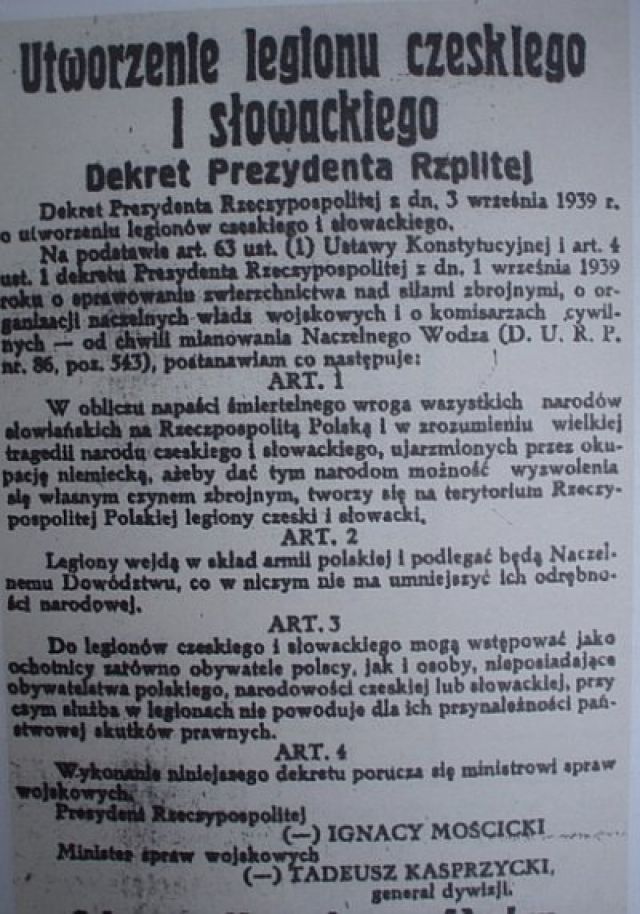 Utworzenie legionu czeskiego
i słowackiego
Dekret Prezydenta Rzplitej
Dekret Prezydenta Rzeczypospolitej z dn. 3 września 1939 r.
o utworzeniu legionów czeskiego i słowackiego.
Na podstawie art. 63 ust. (1) Ustawy Konstytucyjnej i art. 4
ust. 1 dekretu Prezydenta Rzeczypospolitej z dn. 1 września 1939
roku o sprawowaniu zwierzchnictwa nad siłami zbrojnymi, o or-
ganizacji naczelnych władz wojskowych i o komisarzach cywil-
nych — od chwili mianowania Naczelnego Wodza (D. U. R. P.
nr. 86, poz. 543), postanawiam co następuje:
ART. 1
W obliczu napaści śmiertelnego wroga wszystkich narodów
słowiańskich na Rzeczpospolitą Polską i w zrozumieniu wielkiej
tragedii narodu czeskiego i słowackiego, ujarzmionych przez oku-
pację niemiecką, ażeby dać tym narodom możność wyzwolenia
się własnym czynem zbrojnym, tworzy się na terytorium Rzeczy-
pospolitej Polskiej legiony czeski i słowacki.
ART. 2
Legiony wejdą w skład armii polskiej i podlegać będą Naczel-
nemu Dowództwu, co w niczym nie ma umniejszyć ich odrębno-
ści narodowej.
ART. 3
Do legionów czeskiego i słowackiego mogą wstępować jako
ochotnicy zarówno obywatele polscy, jak i osoby, nieposiadające
obywatelstwa polskiego, narodowości czeskiej lub słowackiej, przy
czym służba w legionach nie powoduje dla ich przynależności pań-
stwowej skutków prawnych.
ART. 4
Wykonanie niniejszego dekretu porucza się ministrowi spraw
wojskowych.
Prezydent Rzeczypospolitej
(—) IGNACY MOŚCICKI
Minister spraw wojskowych
(—) TADEUSZ KASPRZYCKI,
generał dywizji.